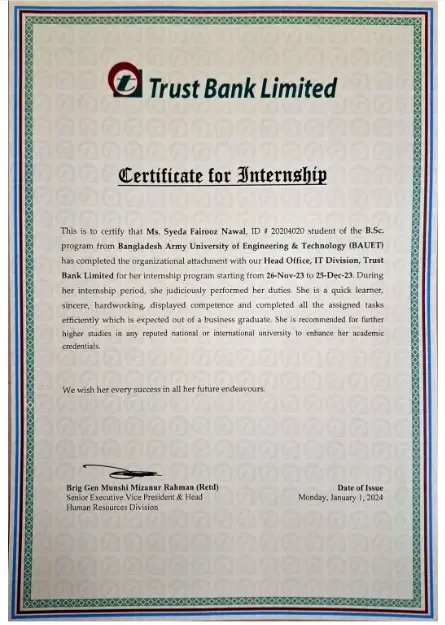 t Trust Bank Limited
Certificate for Internship
This is to certify that Ms. Syeda Fairooz Nawal, ID # 20204020 student of the B.Sc.
program from Bangladesh Army University of Engineering & Technology (BAUET)
has completed the organizational attachment with our Head Office, IT Division, Trust
Bank Limited for her internship program starting from 26-Nov-23 to 25-Dec-23. During
her internship period, she judiciously performed her duties. She is a quick learner,
sincere, hardworking, displayed competence and completed all the assigned tasks
efficiently which is expected out of a business graduate. She is recommended for further
higher studies in any reputed national or international university to enhance her academic
credentials.
We wish her every success in all her future endeavours.
Brig Gen Munshi Mizanur Rahman (Retd)
Senior Executive Vice President & Head
Human Resources Division
Date of Issue
Monday, January 1, 2024